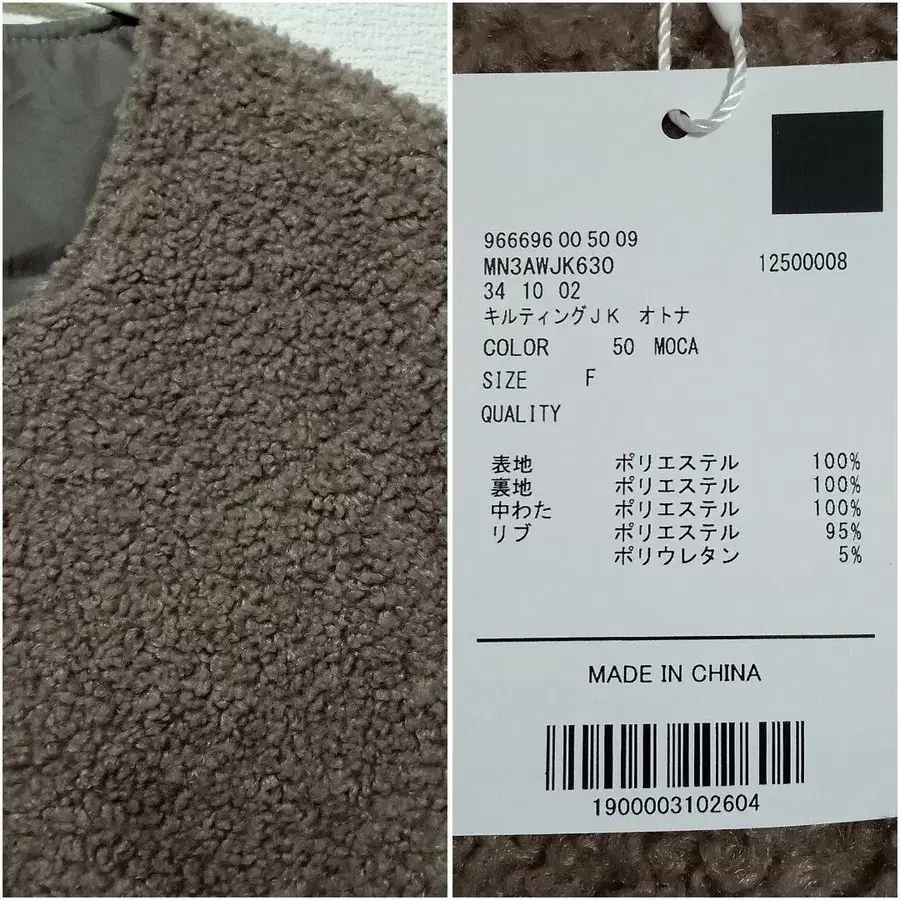 966696 00 50 09
MN3AWJK630 12500008
34 10 02
キルティングJK オトナ
COLOR 50 MOCA
SIZE F
QUALITY
表地 ポリエステル 100%
裏地 ポリエステル 100%
中わた ポリエステル 100%
リブ ポリエステル 95%
ポリウレタン 5%
MADE IN CHINA
1900003102604